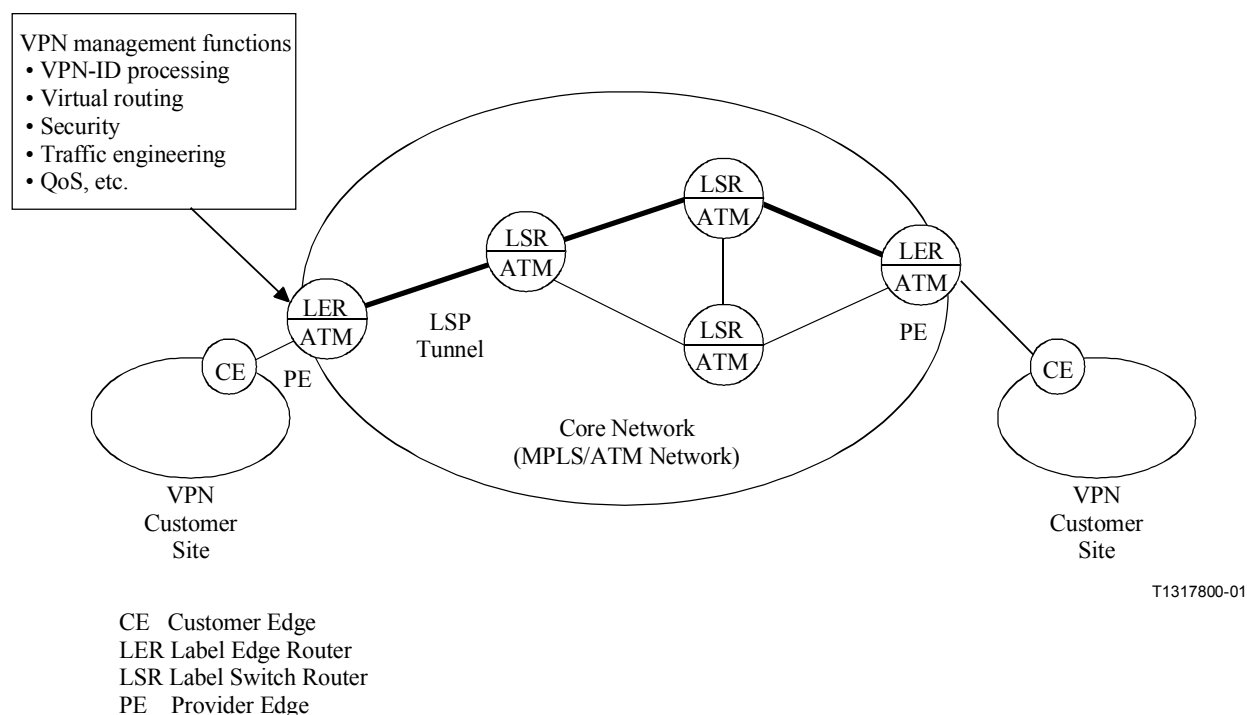 VPN management functions
• VPN-ID processing
• Virtual routing
• Security
• Traffic engineering
• QoS, etc.
LSR
ATM
LSR
ATM
LER
ATM
LER
ATM
LSP
Tunnel
LSR
ATM
PE
CE
PE
CE
Core Network
(MPLS/ATM Network)
VPN
Customer
Site
VPN
Customer
Site
T1317800-01
CE Customer Edge
LER Label Edge Router
LSR Label Switch Router
PE Provider Edge